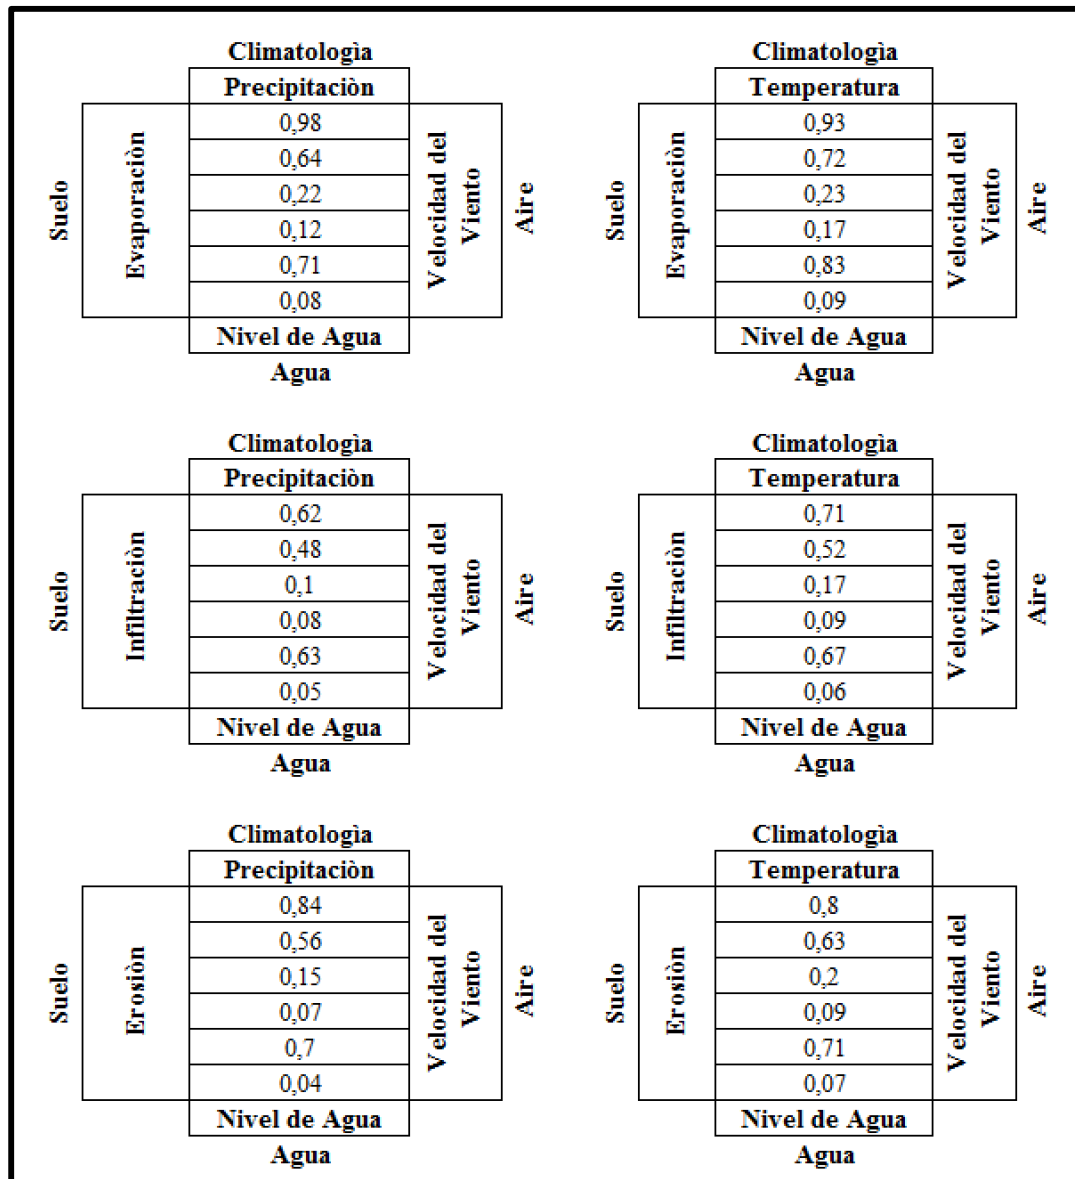 Climatologìa
Precipitaciòn
Suelo
Evaporaciòn
0,98
0,64
0,22
0,12
0,71
0,08
Velocidad del
Viento
Aire
Nivel de Agua
Agua
Climatologìa
Temperatura
Suelo
Evaporaciòn
0,93
0,72
0,23
0,17
0,83
0,09
Velocidad del
Viento
Aire
Nivel de Agua
Agua
Climatologìa
Precipitaciòn
Suelo
Infiltraciòn
0,62
0,48
0,1
0,08
0,63
0,05
Velocidad del
Viento
Aire
Nivel de Agua
Agua
Climatologìa
Temperatura
Suelo
Infiltraciòn
0,71
0,52
0,17
0,09
0,67
0,06
Velocidad del
Viento
Aire
Nivel de Agua
Agua
Climatologìa
Precipitaciòn
Suelo
Erosiòn
0,84
0,56
0,15
0,07
0,7
0,04
Velocidad del
Viento
Aire
Nivel de Agua
Agua
Climatologìa
Temperatura
Suelo
Erosiòn
0,8
0,63
0,2
0,09
0,71
0,07
Velocidad del
Viento
Aire
Nivel de Agua
Agua